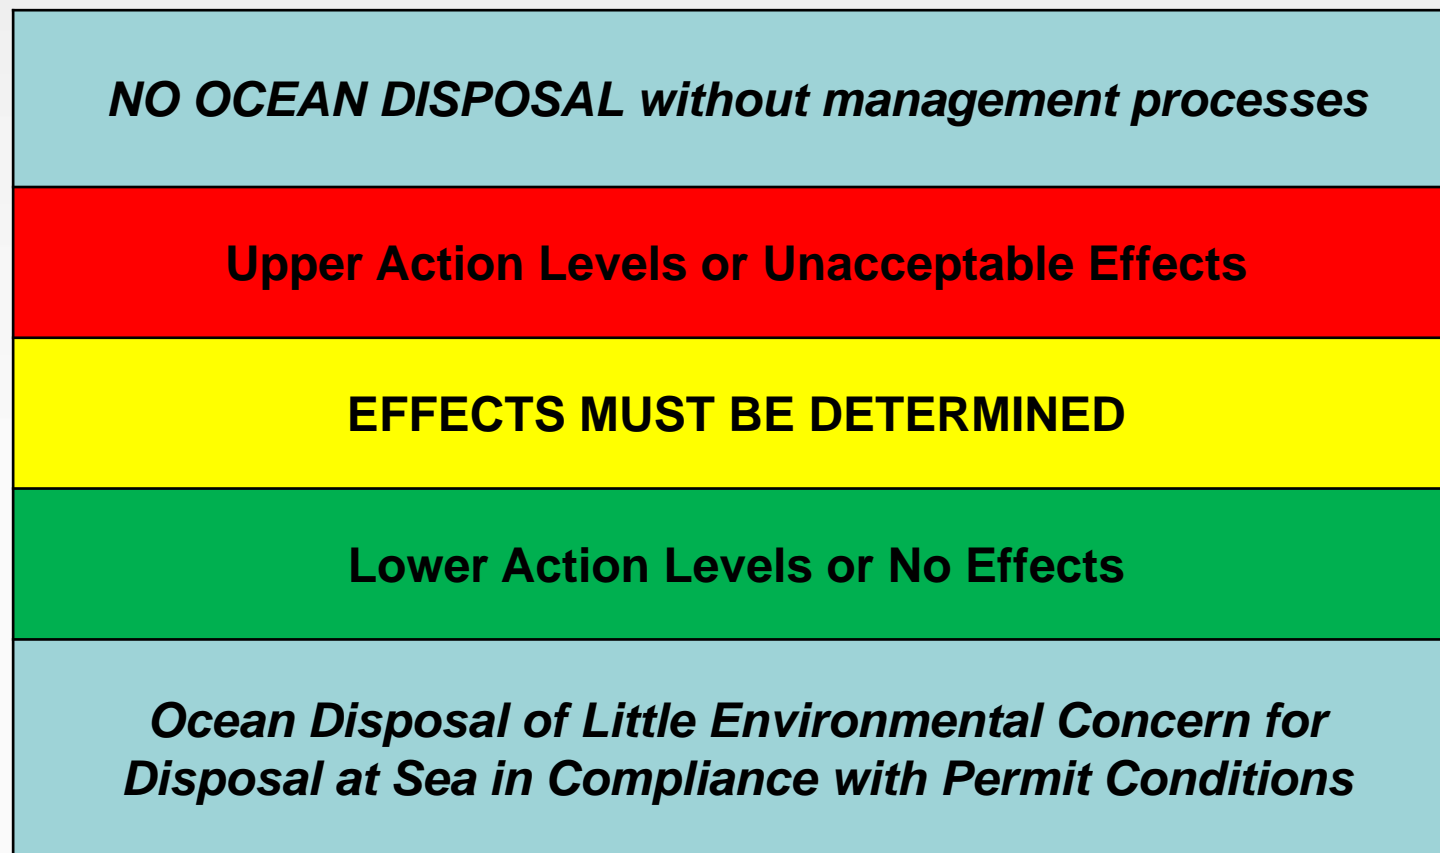 NO OCEAN DISPOSAL without management processes
Upper Action Levels or Unacceptable Effects
EFFECTS MUST BE DETERMINED
Lower Action Levels or No Effects
Ocean Disposal of Little Environmental Concern for
Disposal at Sea in Compliance with Permit Conditions